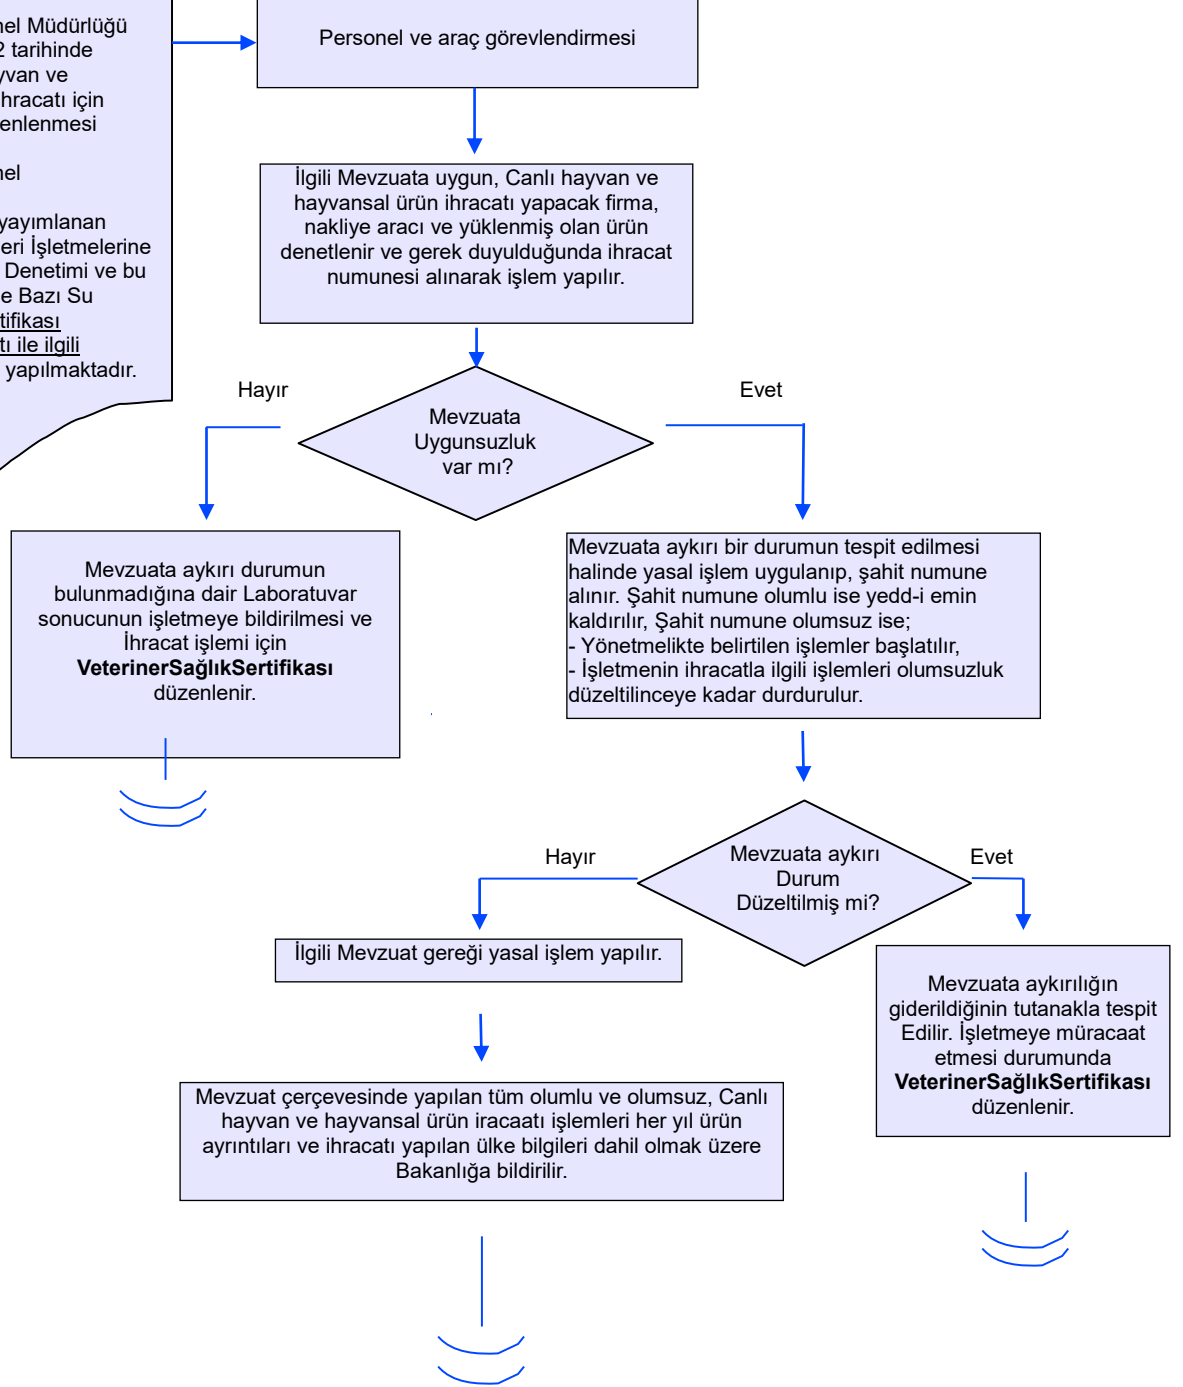 nel Müdürlüğü
2 tarihinde
yvan ve
hracatı için
enlenmesi
nel
yayımlanan
eri İşletmelerine
Denetimi ve bu
e Bazı Su
tifikası
tı ile ilgili
yapılmaktadır.
Personel ve araç görevlendirmesi
İlgili Mevzuata uygun, Canlı hayvan ve
hayvansal ürün ihracatı yapacak firma,
nakliye aracı ve yüklenmiş olan ürün
denetlenir ve gerek duyulduğunda ihracat
numunesi alınarak işlem yapılır.
Hayır
Evet
Mevzuata
Uygunsuzluk
var mı?
Mevzuata aykırı durumun
bulunmadığına dair Laboratuvar
sonucunun işletmeye bildirilmesi ve
İhracat işlemi için
VeterinerSağlıkSertifikası
düzenlenir.
Mevzuata aykırı bir durumun tespit edilmesi
halinde yasal işlem uygulanıp, şahit numune
alınır. Şahit numune olumlu ise yedd-i emin
kaldırılır, Şahit numune olumsuz ise;
- Yönetmelikte belirtilen işlemler başlatılır,
- İşletmenin ihracatla ilgili işlemleri olumsuzluk
düzeltilinceye kadar durdurulur.
Hayır
Mevzuata aykırı
Durum
Düzeltilmiş mi?
Evet
İlgili Mevzuat gereği yasal işlem yapılır.
Mevzuata aykırılığın
giderildiğinin tutanakla tespit
Edilir. İşletmeye müracaat
etmesi durumunda
VeterinerSağlıkSertifikası
düzenlenir.
Mevzuat çerçevesinde yapılan tüm olumlu ve olumsuz, Canlı
hayvan ve hayvansal ürün iracaatı işlemleri her yıl ürün
ayrıntıları ve ihracatı yapılan ülke bilgileri dahil olmak üzere
Bakanlığa bildirilir.